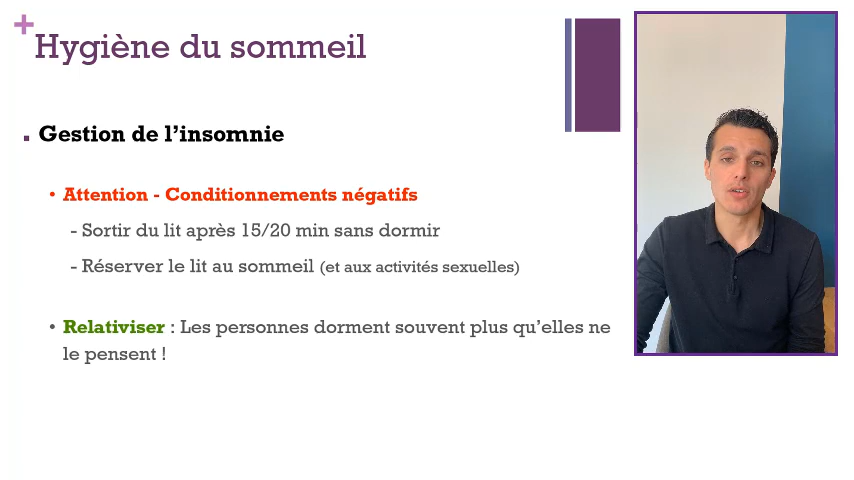 +
Hygiène du sommeil
▪ Gestion de l’insomnie
• Attention - Conditionnements négatifs
- Sortir du lit après 15/20 min sans dormir
- Réserver le lit au sommeil (et aux activités sexuelles)
• Relativiser : Les personnes dorment souvent plus qu’elles ne
le pensent !